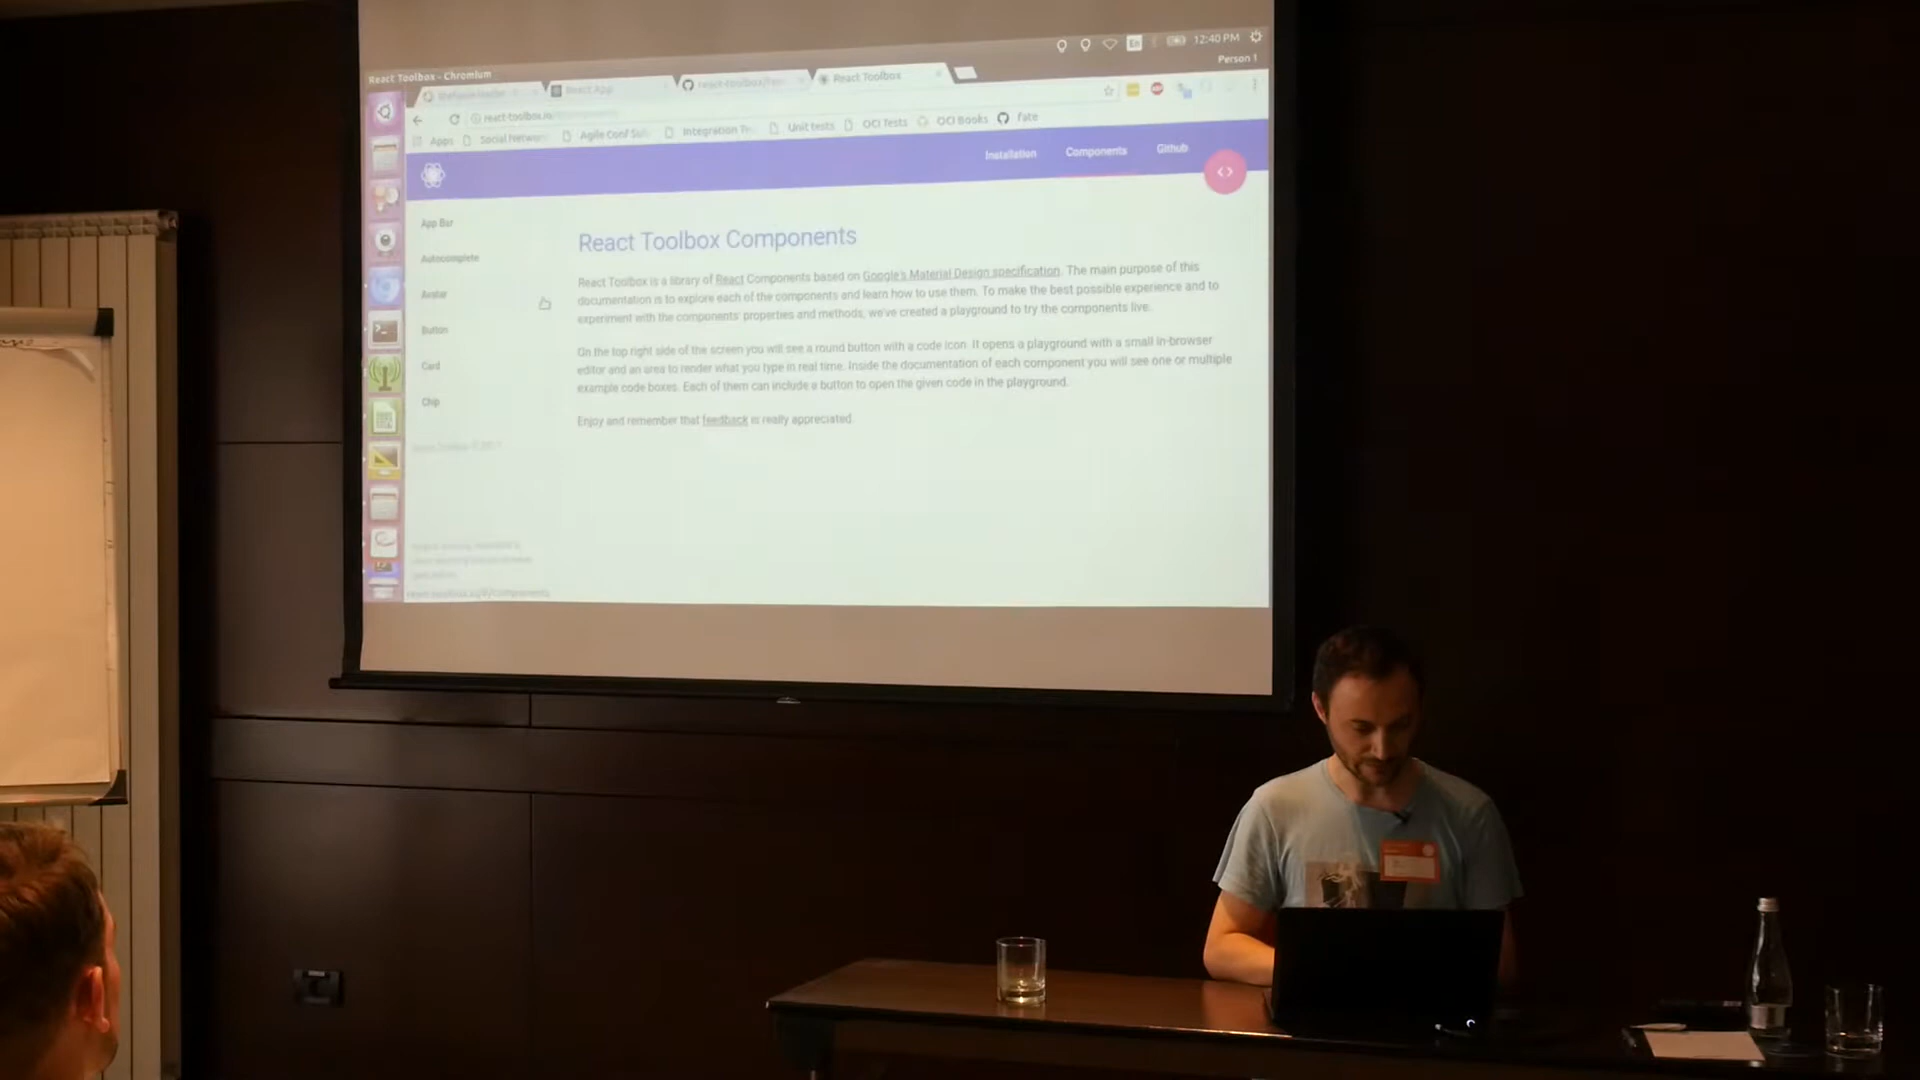 12:40 PM
Person 1
React Toolbox - Chromium
React App
react-toolbox/
React Toolbox
react-toolbox.io
Apps
Social Networ
Agile Conf
Integration Te
Unit tests
OCI Tests
OCI Books
fate
Installation
Components
Github
App Bar
Autocomplete
Avatar
Button
Card
Chip
React Toolbox Components
React Toolbox is a library of React Components based on Google's Material Design specification. The main purpose of this
documentation is to explore each of the components and learn how to use them. To make the best possible experience and to
experiment with the components' properties and methods, we've created a playground to try the components live.
On the top right side of the screen you will see a round button with a code icon. It opens a playground with a small in-browser
editor and an area to render what you type in real time. Inside the documentation of each component you will see one or multiple
example code boxes. Each of them can include a button to open the given code in the playground.
Enjoy and remember that feedback is really appreciated.